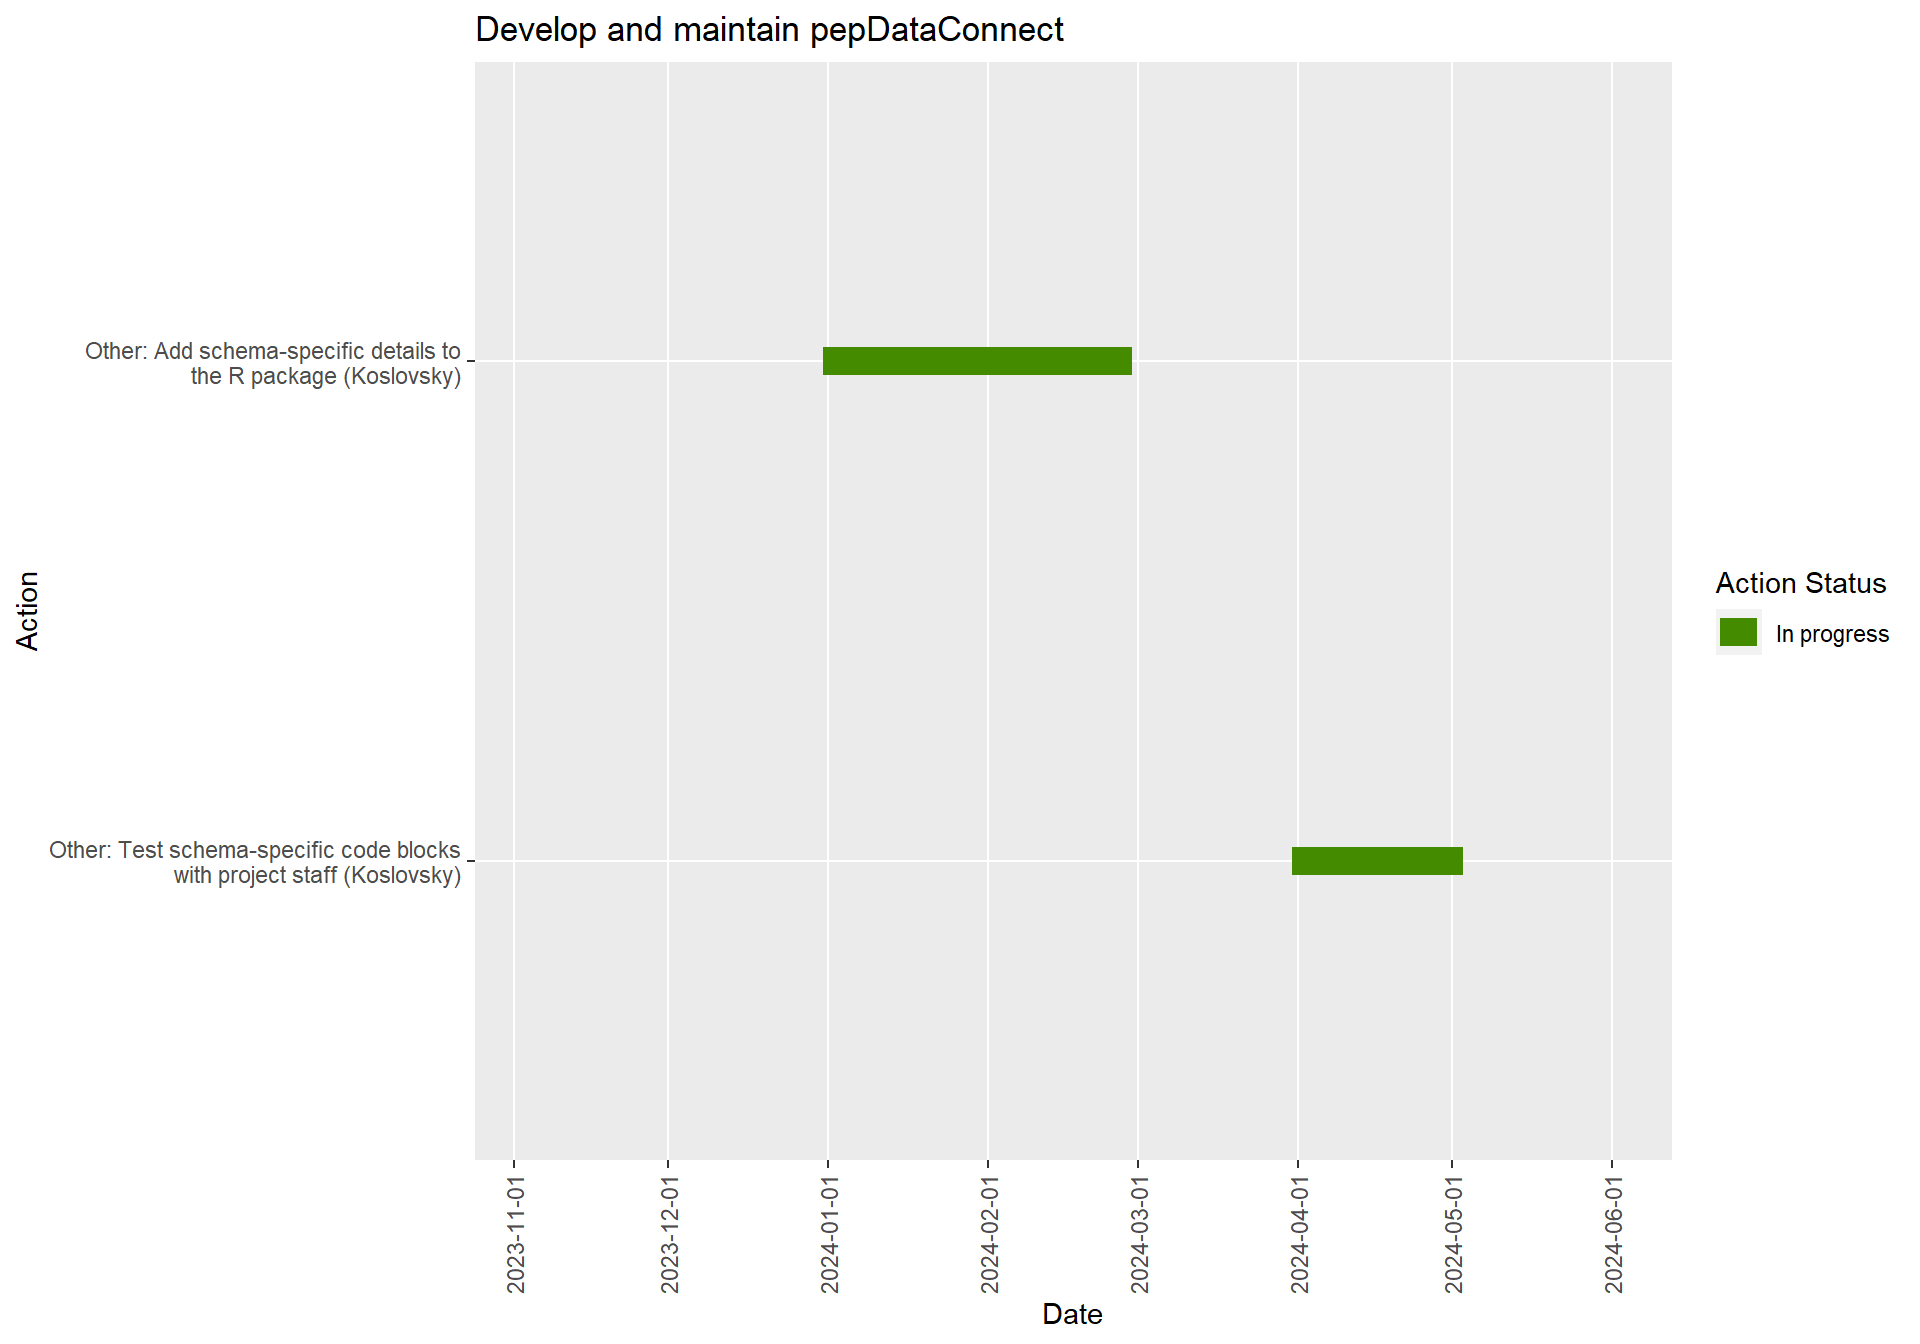 Develop and maintain pepDataConnect
Action
Other: Add schema-specific details to
the R package (Koslovsky)
Other: Test schema-specific code blocks
with project staff (Koslovsky)
Action Status
In progress
2023-11-01
2023-12-01
2024-01-01
2024-02-01
2024-03-01
2024-04-01
2024-05-01
2024-06-01
Date